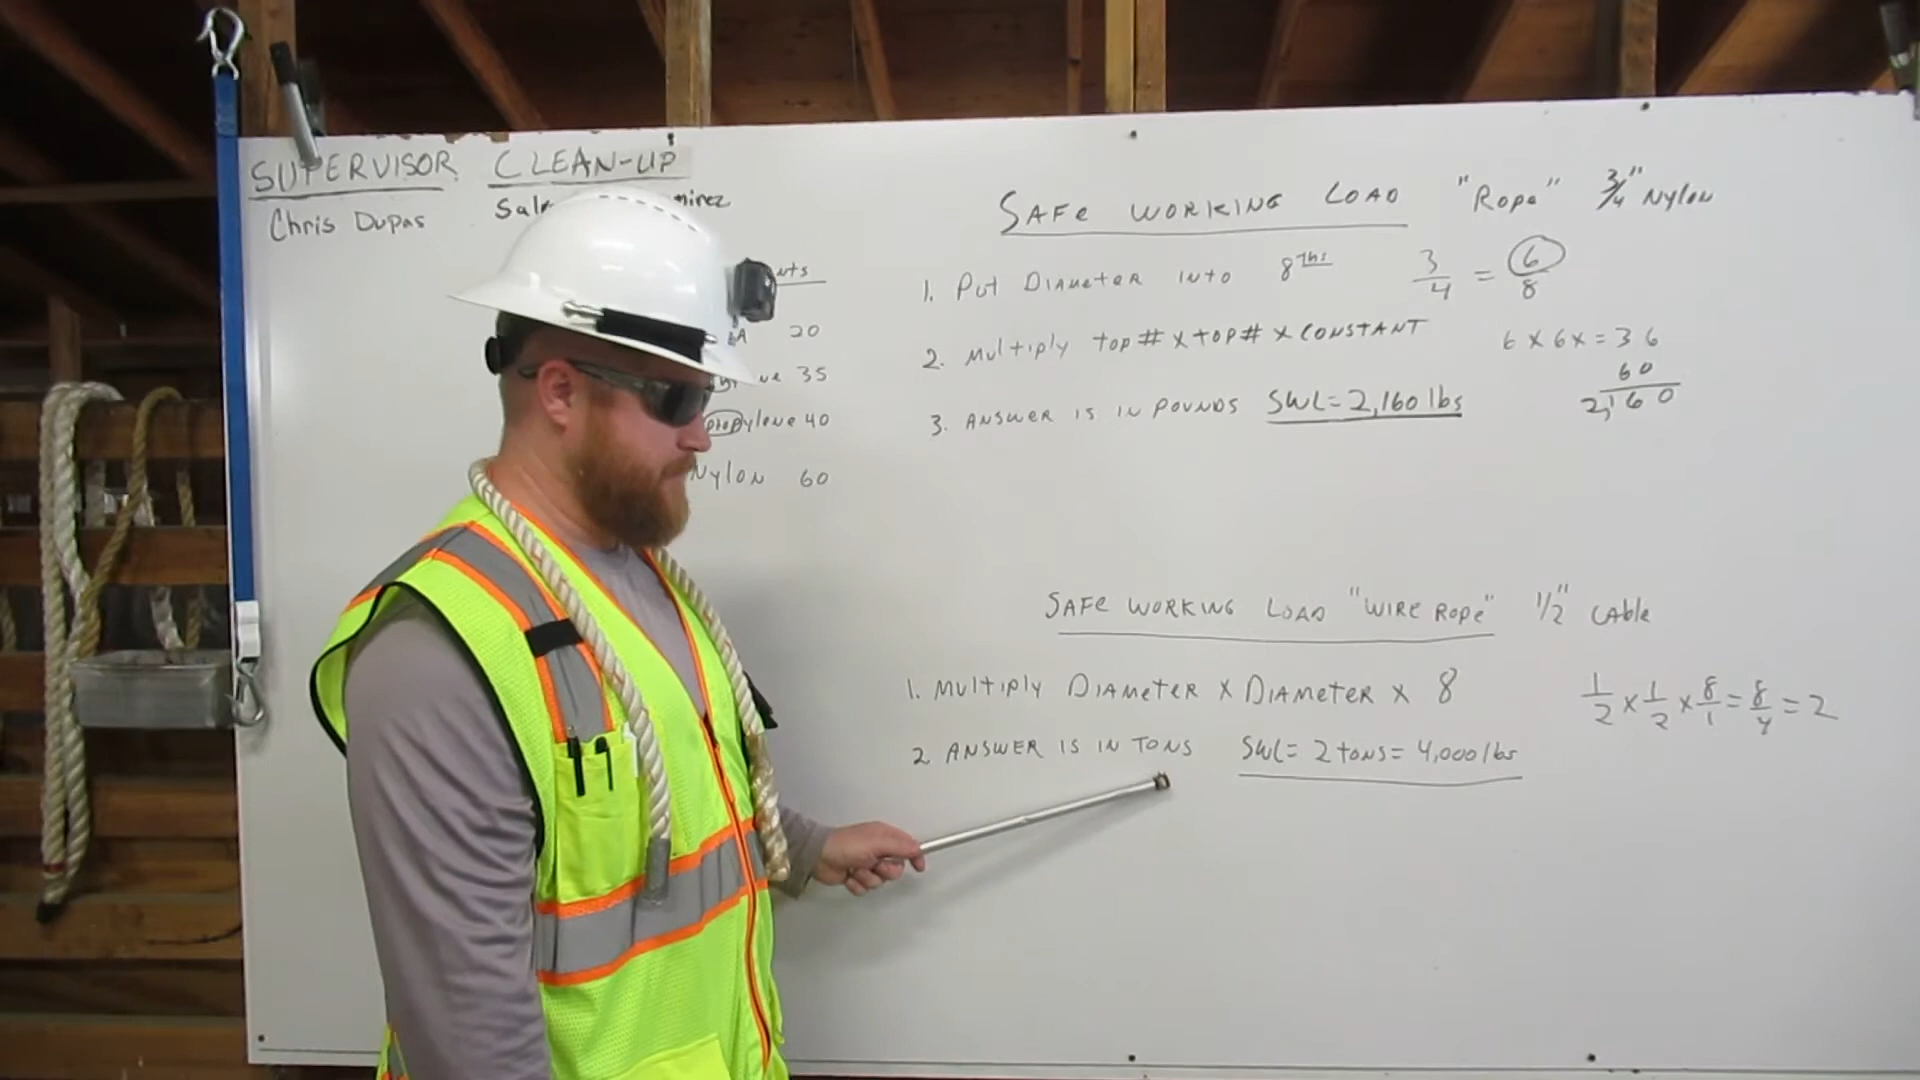 SUPERVISOR CLEAN-UP
Chris Dupas
SAFE WORKING LOAD "Rope" 3/4" Nylon
1. Put Diameter into 8ths 3/4 = 6/8
2. Multiply top # x top # x CONSTANT 6 x 6 x = 36
60
2,160
3. ANSWER IS IN POUNDS SWL = 2,160 lbs
20
35
40
Nylon 60
SAFE WORKING LOAD "WIRE ROPE" 1/2" CABLE
1. Multiply Diameter x Diameter x 8 1/2 x 1/2 x 8/1 = 8/4 = 2
2. ANSWER IS IN TONS SWL = 2 tons = 4,000 lbs